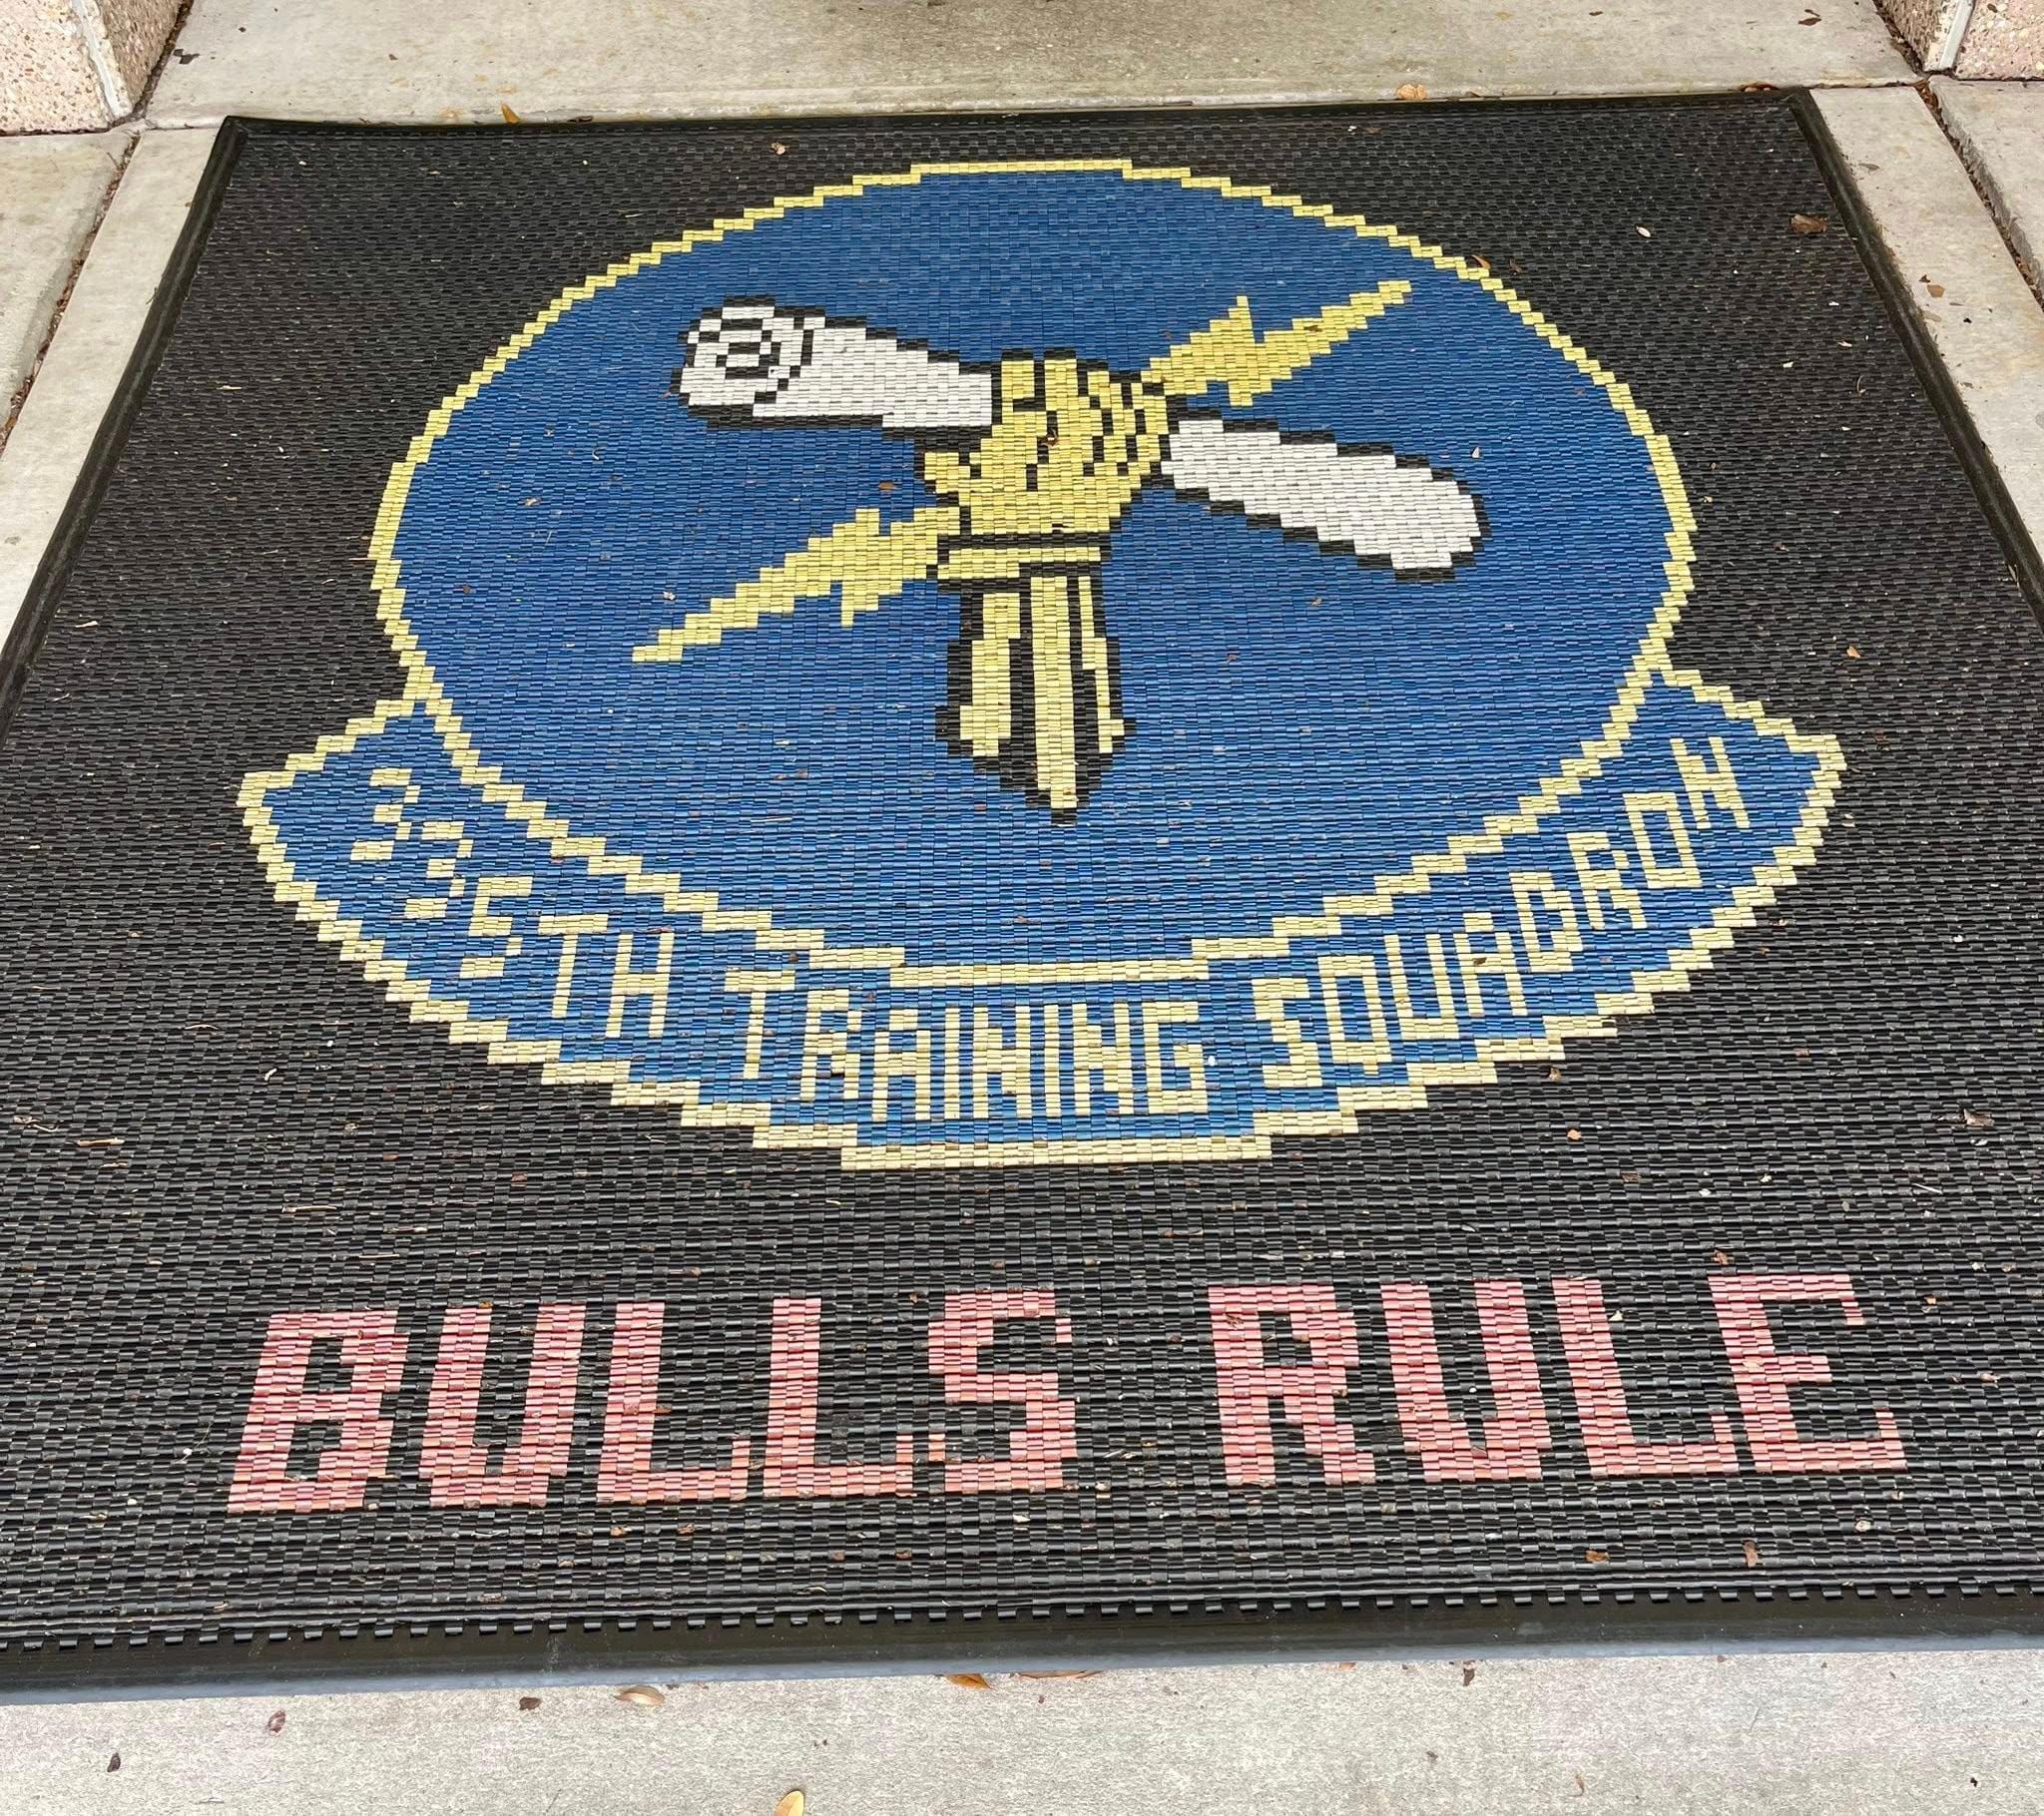 335TH TRAINING SQUADRON
BULLS RULE